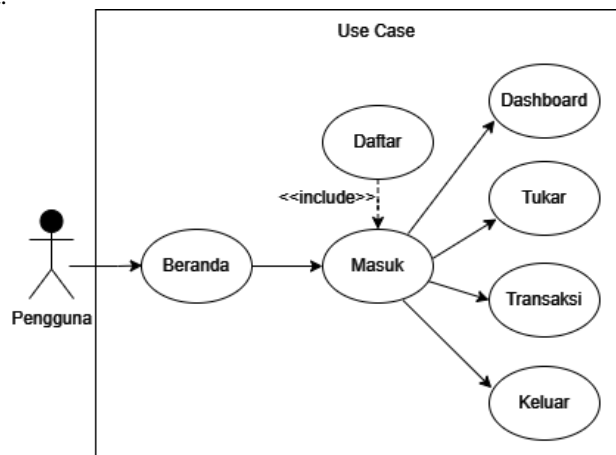 Use Case
Dashboard
Daftar
<<include>>
Tukar
Beranda
Masuk
Transaksi
Pengguna
Keluar